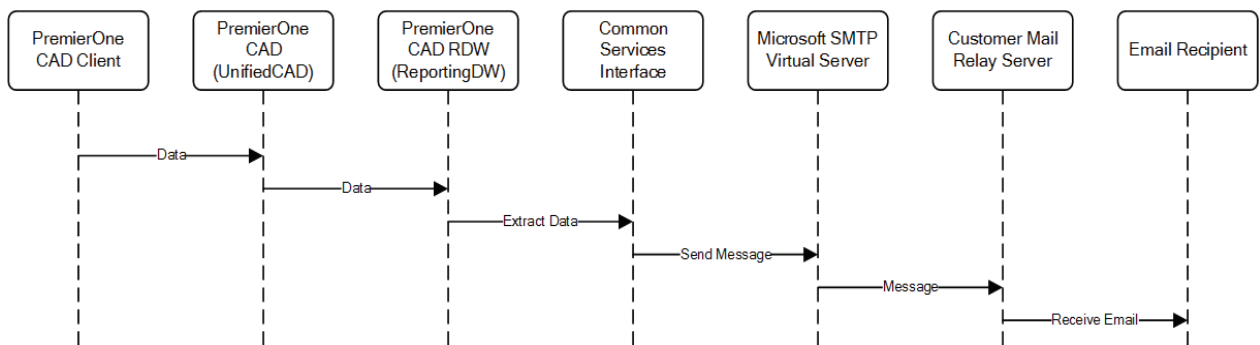 PremierOne
CAD Client
PremierOne
CAD
(UnifiedCAD)
PremierOne
CAD RDW
(ReportingDW)
Common
Services
Interface
Microsoft SMTP
Virtual Server
Customer Mail
Relay Server
Email Recipient
Data
Data
Extract Data
Send Message
Message
Receive Email